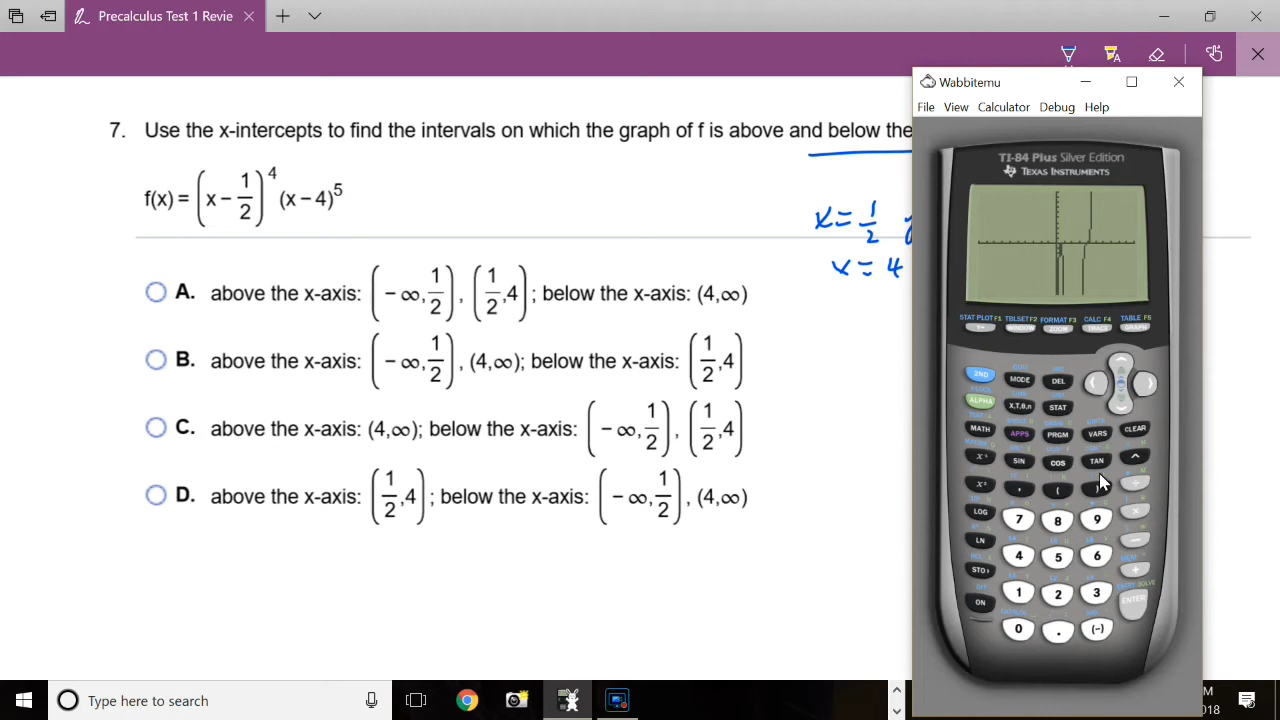 Precalculus Test 1 Revie
Wabbitemu
File View Calculator Debug Help
7. Use the x-intercepts to find the intervals on which the graph of f is above and below the
f(x) = (x − 1/2)^4 (x − 4)^5
x = 1/2
x = 4
A. above the x-axis: (−∞, 1/2), (1/2, 4); below the x-axis: (4,∞)
B. above the x-axis: (−∞, 1/2), (4,∞); below the x-axis: (1/2, 4)
C. above the x-axis: (4,∞); below the x-axis: (−∞, 1/2), (1/2, 4)
D. above the x-axis: (1/2, 4); below the x-axis: (−∞, 1/2), (4,∞)
TI-84 Plus Silver Edition
TEXAS INSTRUMENTS
STAT PLOT F1 TBLSET F2 FORMAT F3 CALC F4 TABLE F5
Y= WINDOW ZOOM TRACE GRAPH
2ND MODE DEL
ALPHA X,T,θ,n STAT
MATH APPS PRGM VARS CLEAR
SIN COS TAN ^
x² , ( ) ÷
LOG 7 8 9 ×
LN 4 5 6 −
STO› 1 2 3 +
ON 0 . (−) ENTER
Type here to search
M
2018